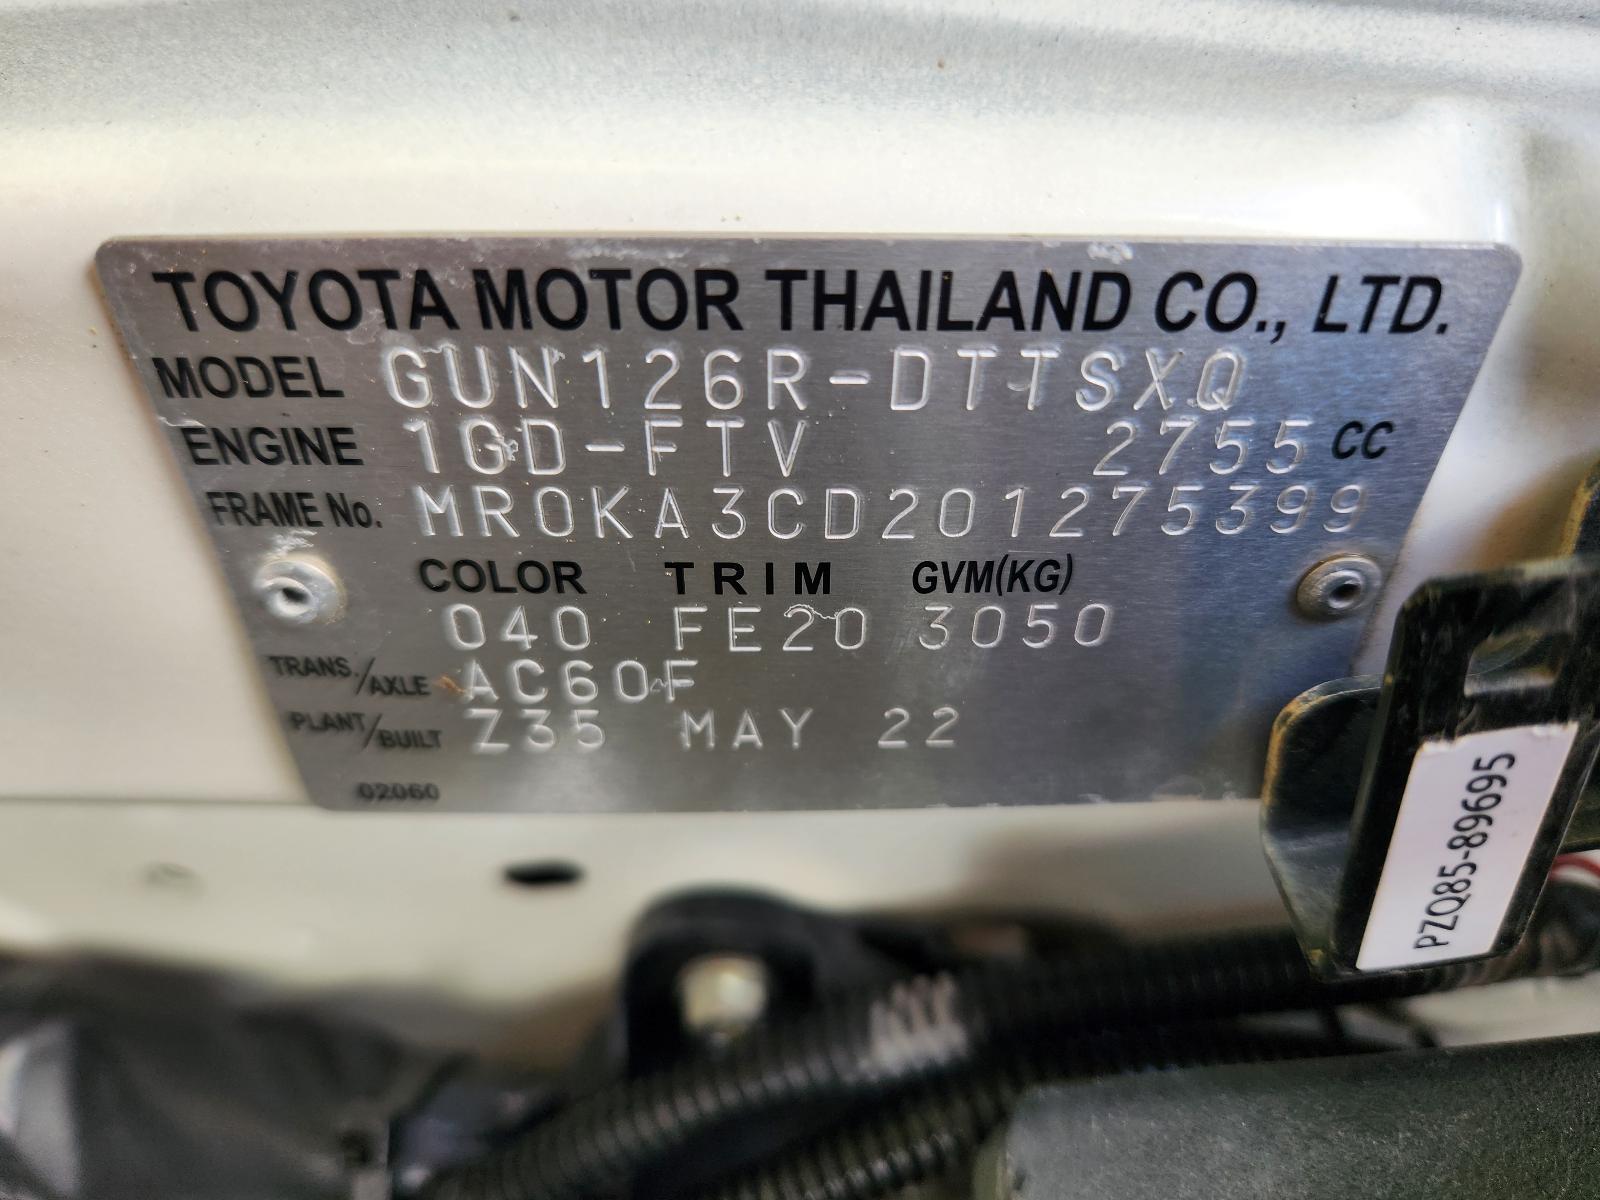 TOYOTA MOTOR THAILAND CO., LTD.
MODEL GUN126R-DTTSXQ
ENGINE 1GD-FTV 2755 CC
FRAME No. MR0KA3CD201275399
COLOR TRIM GVM(KG)
040 FE20 3050
TRANS./AXLE AC60F
PLANT/BUILT Z35 MAY 22
02060
PZQ85-89695